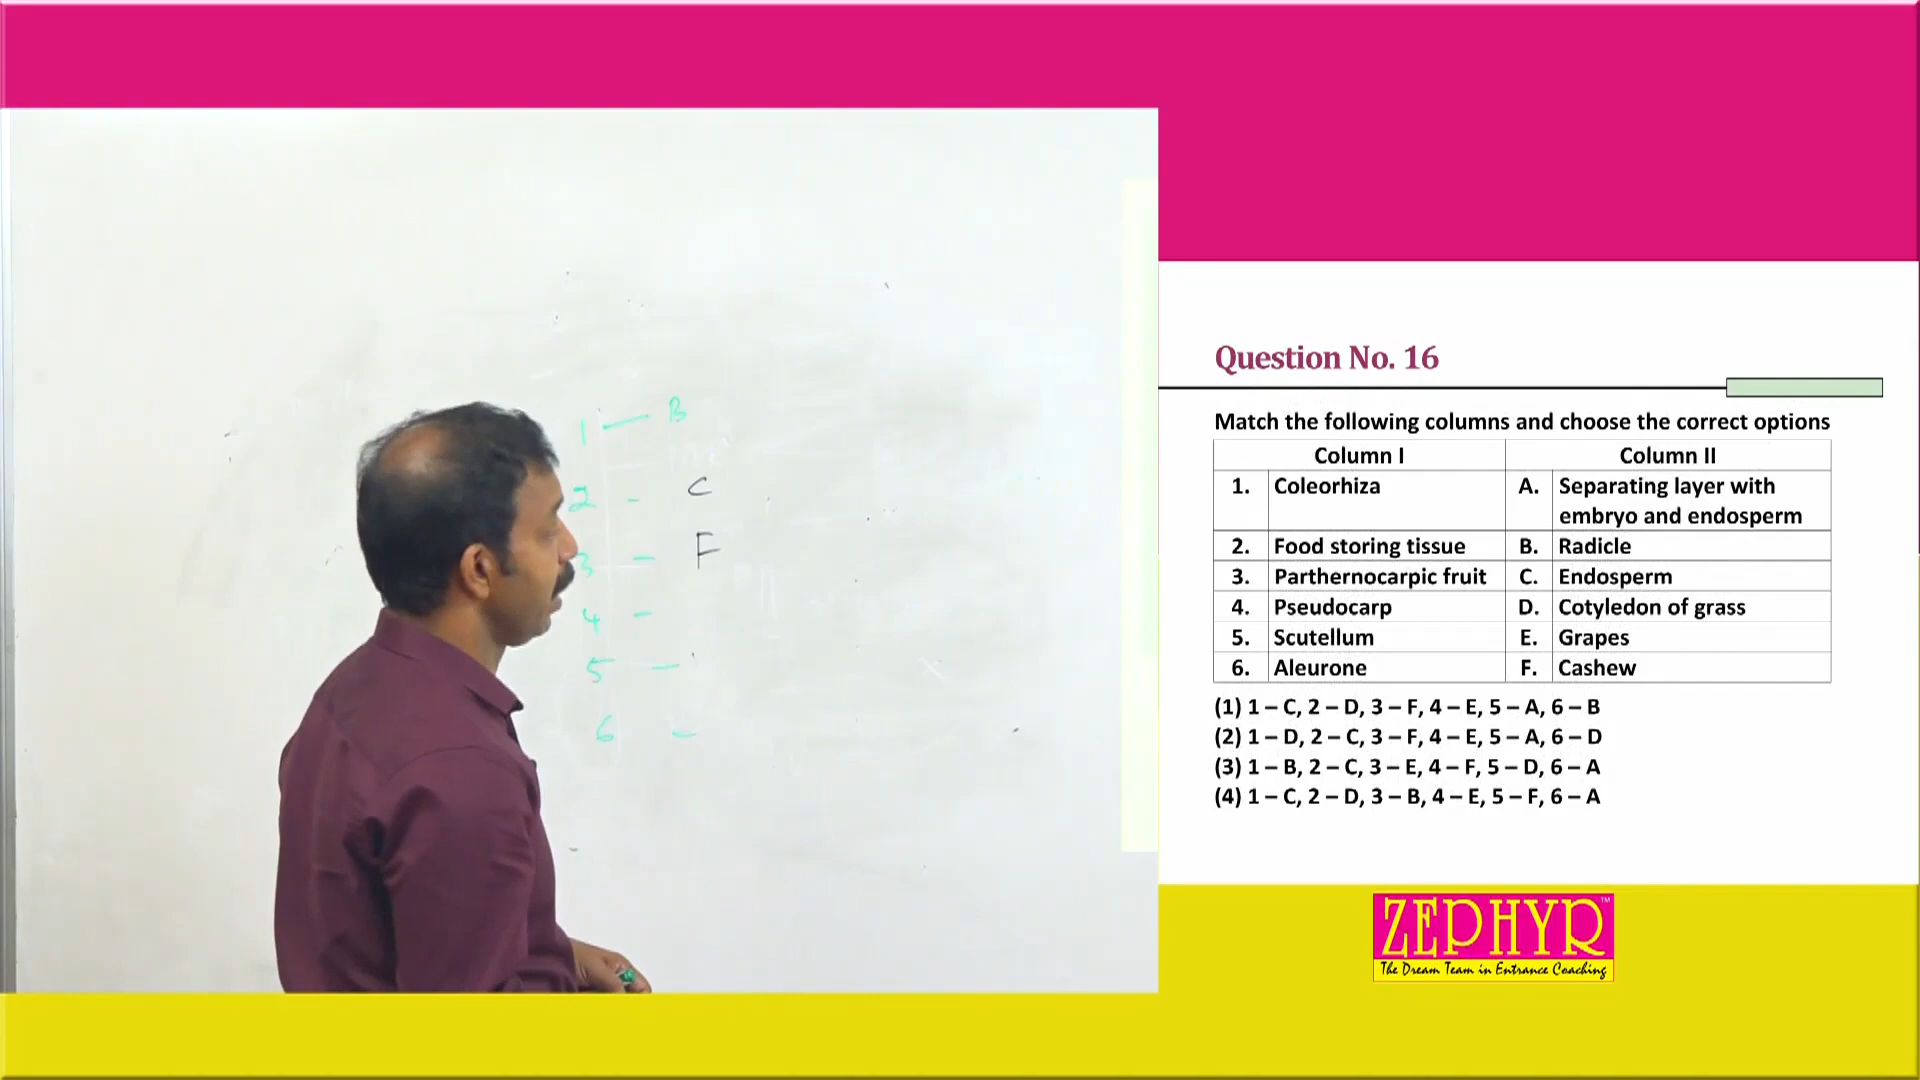 1 — B
2 - C
3 - F
4 -
5 -
6 -
Question No. 16
Match the following columns and choose the correct options
Column I Column II
1. Coleorhiza A. Separating layer with
embryo and endosperm
2. Food storing tissue B. Radicle
3. Parthernocarpic fruit C. Endosperm
4. Pseudocarp D. Cotyledon of grass
5. Scutellum E. Grapes
6. Aleurone F. Cashew
(1) 1 – C, 2 – D, 3 – F, 4 – E, 5 – A, 6 – B
(2) 1 – D, 2 – C, 3 – F, 4 – E, 5 – A, 6 – D
(3) 1 – B, 2 – C, 3 – E, 4 – F, 5 – D, 6 – A
(4) 1 – C, 2 – D, 3 – B, 4 – E, 5 – F, 6 – A
ZEPHYR™
The Dream Team in Entrance Coaching